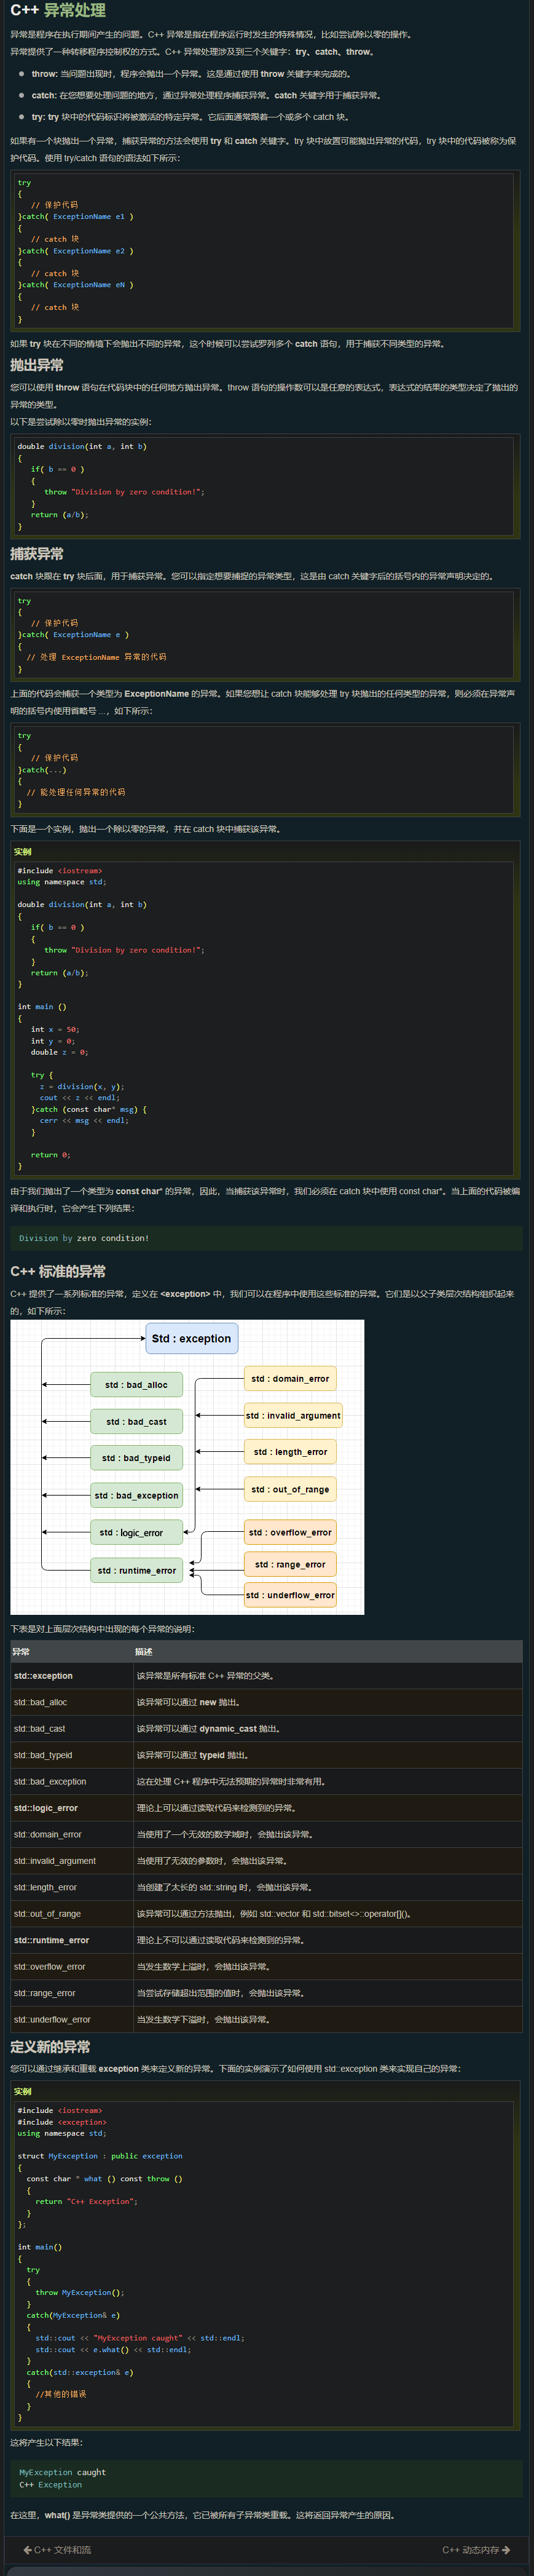 C++ 异常处理
异常是程序在执行期间产生的问题。C++ 异常是指在程序运行时发生的特殊情况，比如尝试除以零的操作。
异常提供了一种转移程序控制权的方式。C++ 异常处理涉及到三个关键字：try、catch、throw。
throw: 当问题出现时，程序会抛出一个异常。这是通过使用 throw 关键字来完成的。
catch: 在您想要处理问题的地方，通过异常处理程序捕获异常。catch 关键字用于捕获异常。
try: try 块中的代码标识将被激活的特定异常。它后面通常跟着一个或多个 catch 块。
如果有一个块抛出一个异常，捕获异常的方法会使用 try 和 catch 关键字。try 块中放置可能抛出异常的代码，try 块中的代码被称为保
护代码。使用 try/catch 语句的语法如下所示：
try
{
// 保护代码
}catch( ExceptionName e1 )
{
// catch 块
}catch( ExceptionName e2 )
{
// catch 块
}catch( ExceptionName eN )
{
// catch 块
}
如果 try 块在不同的情境下会抛出不同的异常，这个时候可以尝试罗列多个 catch 语句，用于捕获不同类型的异常。
抛出异常
您可以使用 throw 语句在代码块中的任何地方抛出异常。throw 语句的操作数可以是任意的表达式，表达式的结果的类型决定了抛出的
异常的类型。
以下是尝试除以零时抛出异常的实例：
double division(int a, int b)
{
if( b == 0 )
{
throw "Division by zero condition!";
}
return (a/b);
}
捕获异常
catch 块跟在 try 块后面，用于捕获异常。您可以指定想要捕捉的异常类型，这是由 catch 关键字后的括号内的异常声明决定的。
try
{
// 保护代码
}catch( ExceptionName e )
{
// 处理 ExceptionName 异常的代码
}
上面的代码会捕获一个类型为 ExceptionName 的异常。如果您想让 catch 块能够处理 try 块抛出的任何类型的异常，则必须在异常声
明的括号内使用省略号 ...，如下所示：
try
{
// 保护代码
}catch(...)
{
// 能处理任何异常的代码
}
下面是一个实例，抛出一个除以零的异常，并在 catch 块中捕获该异常。
实例
#include <iostream>
using namespace std;
double division(int a, int b)
{
if( b == 0 )
{
throw "Division by zero condition!";
}
return (a/b);
}
int main ()
{
int x = 50;
int y = 0;
double z = 0;
try {
z = division(x, y);
cout << z << endl;
}catch (const char* msg) {
cerr << msg << endl;
}
return 0;
}
由于我们抛出了一个类型为 const char* 的异常，因此，当捕获该异常时，我们必须在 catch 块中使用 const char*。当上面的代码被编
译和执行时，它会产生下列结果：
Division by zero condition!
C++ 标准的异常
C++ 提供了一系列标准的异常，定义在 <exception> 中，我们可以在程序中使用这些标准的异常。它们是以父子类层次结构组织起来
的，如下所示：
Std : exception
std : bad_alloc
std : bad_cast
std : bad_typeid
std : bad_exception
std : logic_error
std : runtime_error
std : domain_error
std : invalid_argument
std : length_error
std : out_of_range
std : overflow_error
std : range_error
std : underflow_error
下表是对上面层次结构中出现的每个异常的说明：
异常 描述
std::exception 该异常是所有标准 C++ 异常的父类。
std::bad_alloc 该异常可以通过 new 抛出。
std::bad_cast 该异常可以通过 dynamic_cast 抛出。
std::bad_typeid 该异常可以通过 typeid 抛出。
std::bad_exception 这在处理 C++ 程序中无法预期的异常时非常有用。
std::logic_error 理论上可以通过读取代码来检测到的异常。
std::domain_error 当使用了一个无效的数学域时，会抛出该异常。
std::invalid_argument 当使用了无效的参数时，会抛出该异常。
std::length_error 当创建了太长的 std::string 时，会抛出该异常。
std::out_of_range 该异常可以通过方法抛出，例如 std::vector 和 std::bitset<>::operator[]()。
std::runtime_error 理论上不可以通过读取代码来检测到的异常。
std::overflow_error 当发生数学上溢时，会抛出该异常。
std::range_error 当尝试存储超出范围的值时，会抛出该异常。
std::underflow_error 当发生数学下溢时，会抛出该异常。
定义新的异常
您可以通过继承和重载 exception 类来定义新的异常。下面的实例演示了如何使用 std::exception 类来实现自己的异常：
实例
#include <iostream>
#include <exception>
using namespace std;
struct MyException : public exception
{
const char * what () const throw ()
{
return "C++ Exception";
}
};
int main()
{
try
{
throw MyException();
}
catch(MyException& e)
{
std::cout << "MyException caught" << std::endl;
std::cout << e.what() << std::endl;
}
catch(std::exception& e)
{
//其他的错误
}
}
这将产生以下结果：
MyException caught
C++ Exception
在这里，what() 是异常类提供的一个公共方法，它已被所有子异常类重载。这将返回异常产生的原因。
← C++ 文件和流 C++ 动态内存 →